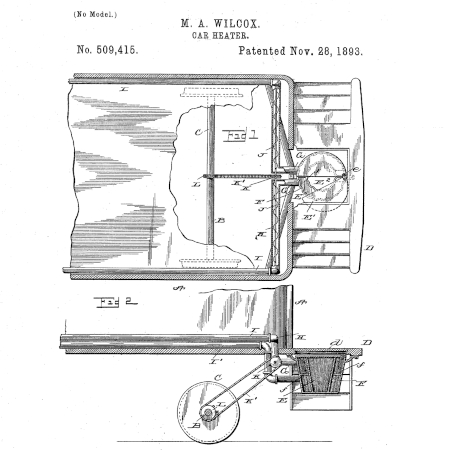 (No Model.)
M. A. WILCOX.
CAR HEATER.
No. 509,415. Patented Nov. 28, 1893.
I
C
Fig 1
J
G
L
K
K
E
E'
B
H
I
D
Fig 2
I
H
A
D
I'
G
C
K
K'
L
E
E
B